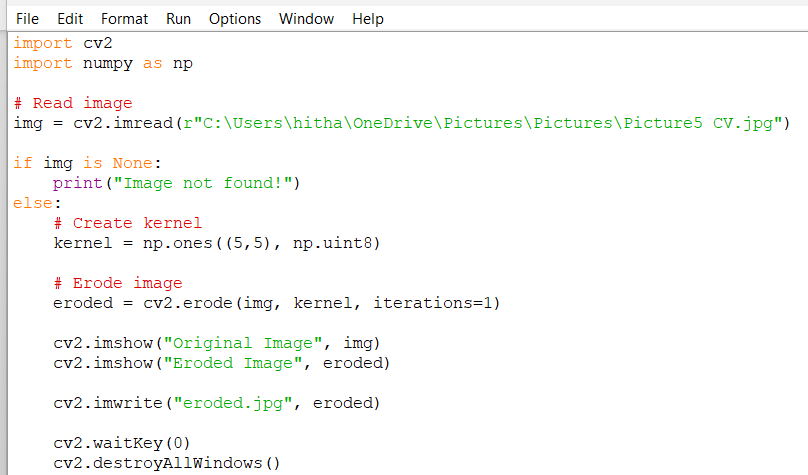 File Edit Format Run Options Window Help
import cv2
import numpy as np
# Read image
img = cv2.imread(r"C:\Users\hitha\OneDrive\Pictures\Pictures\Picture5 CV.jpg")
if img is None:
    print("Image not found!")
else:
    # Create kernel
    kernel = np.ones((5,5), np.uint8)
    # Erode image
    eroded = cv2.erode(img, kernel, iterations=1)
    cv2.imshow("Original Image", img)
    cv2.imshow("Eroded Image", eroded)
    cv2.imwrite("eroded.jpg", eroded)
    cv2.waitKey(0)
    cv2.destroyAllWindows()